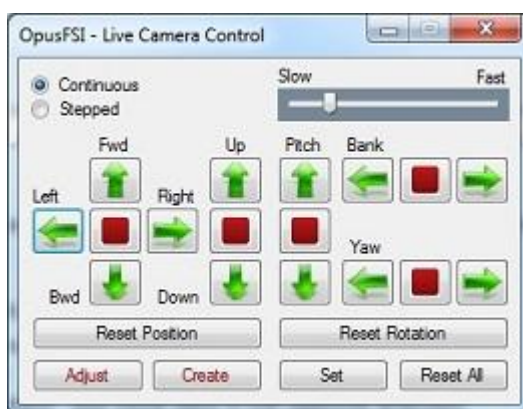 OpusFSI - Live Camera Control
Continuous
Stepped
Slow Fast
Fwd Up Pitch Bank
Left Right
Yaw
Bwd Down
Reset Position Reset Rotation
Adjust Create Set Reset All